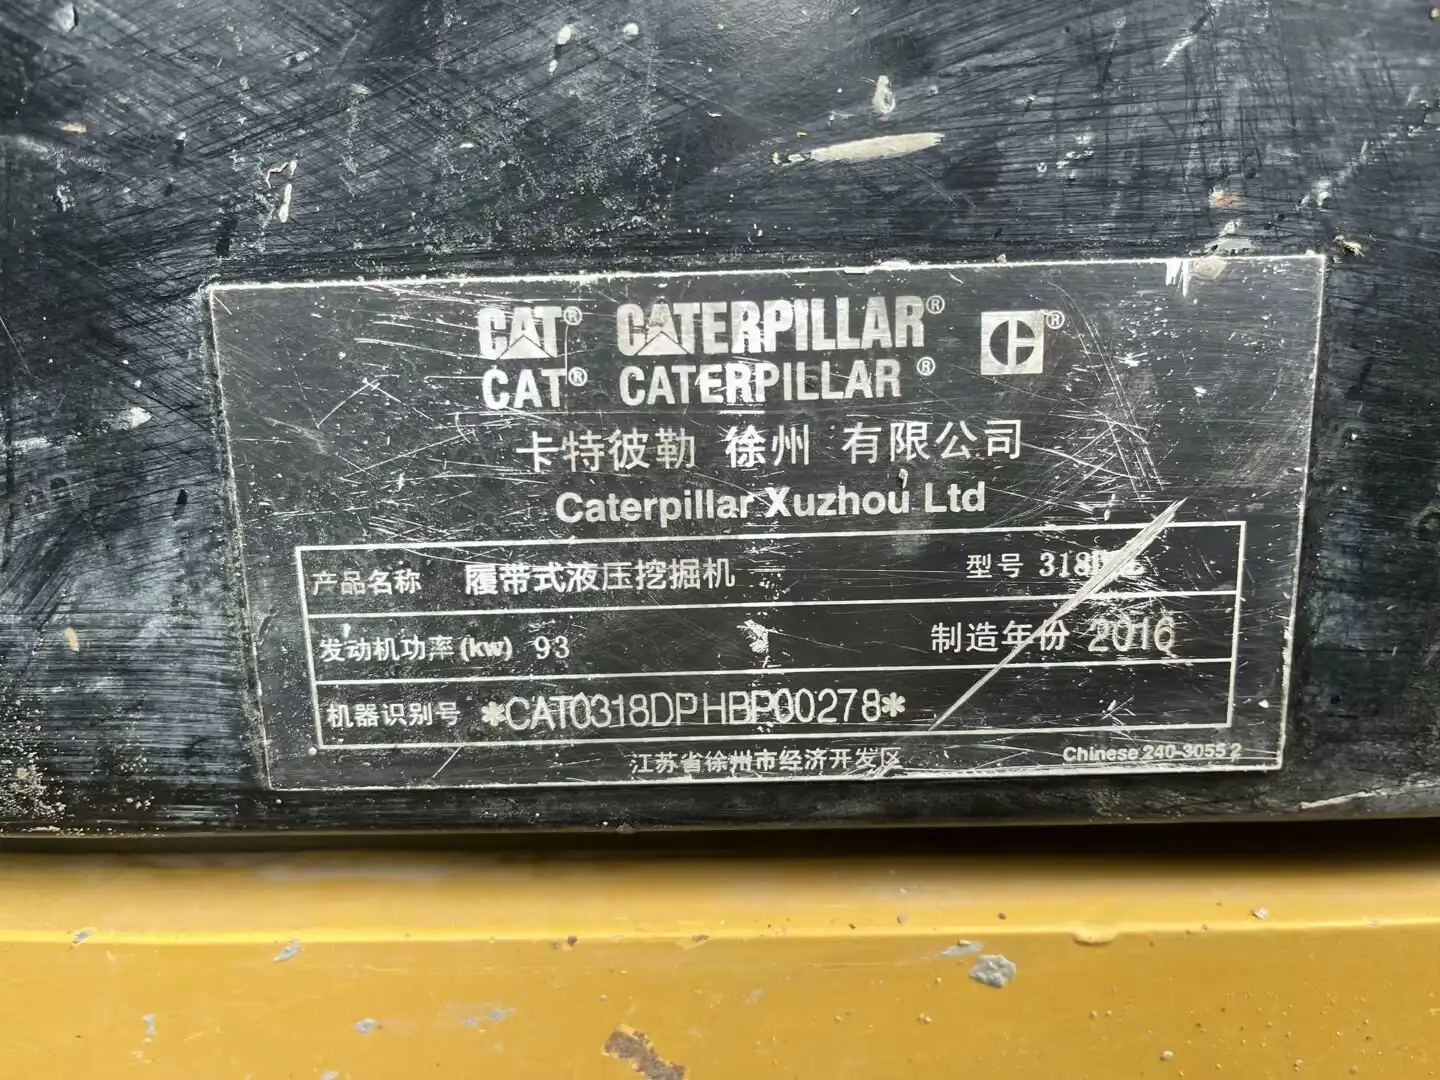 CAT® CATERPILLAR® ®
CAT® CATERPILLAR®
卡特彼勒 徐州 有限公司
Caterpillar Xuzhou Ltd
产品名称 履带式液压挖掘机 型号
发动机功率(kw) 93 制造年份 2016
机器识别号 *CAT0318DPHBP00278*
江苏省徐州市经济开发区 Chinese 240-3055 2